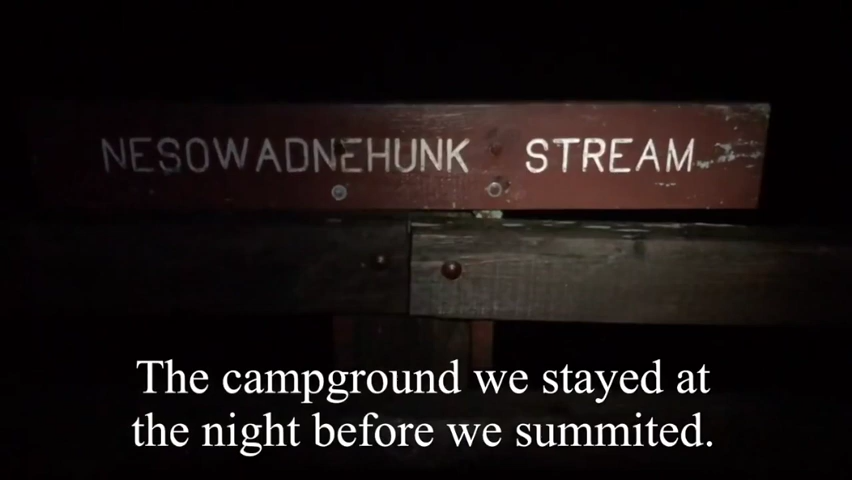 NESOWADNEHUNK STREAM
The campground we stayed at
the night before we summited.